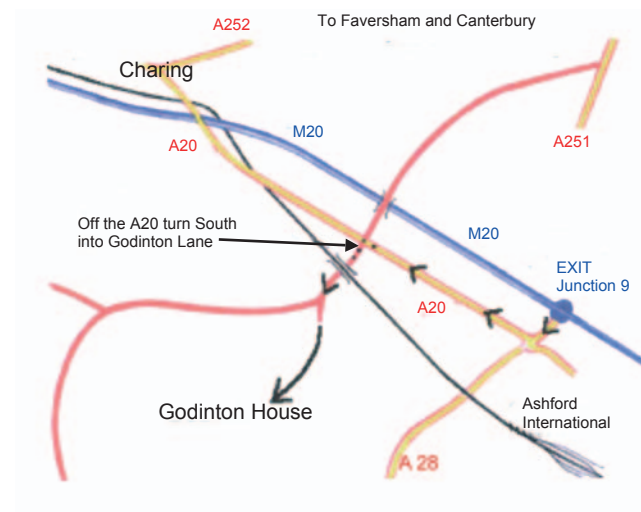 To Faversham and Canterbury
A252
Charing
M20
A20
A251
Off the A20 turn South
into Godinton Lane
M20
EXIT
Junction 9
A20
Godinton House
Ashford
International
A 28